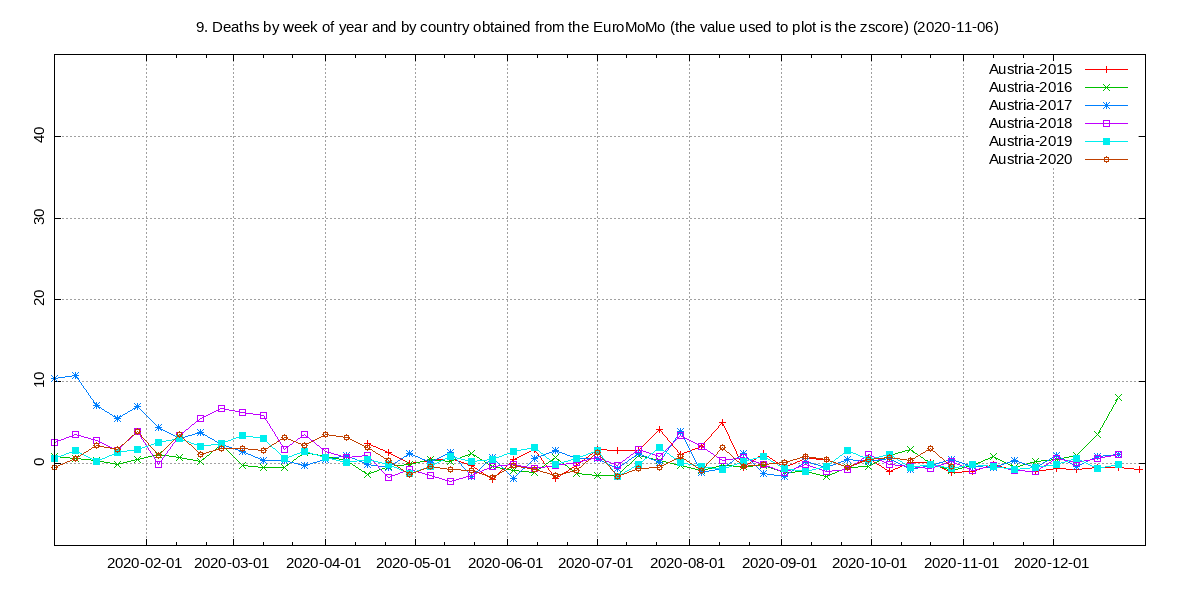 9. Deaths by week of year and by country obtained from the EuroMoMo (the value used to plot is the zscore) (2020-11-06)
Austria-2015
Austria-2016
Austria-2017
Austria-2018
Austria-2019
Austria-2020
40
30
20
10
0
2020-02-01 2020-03-01 2020-04-01 2020-05-01 2020-06-01 2020-07-01 2020-08-01 2020-09-01 2020-10-01 2020-11-01 2020-12-01